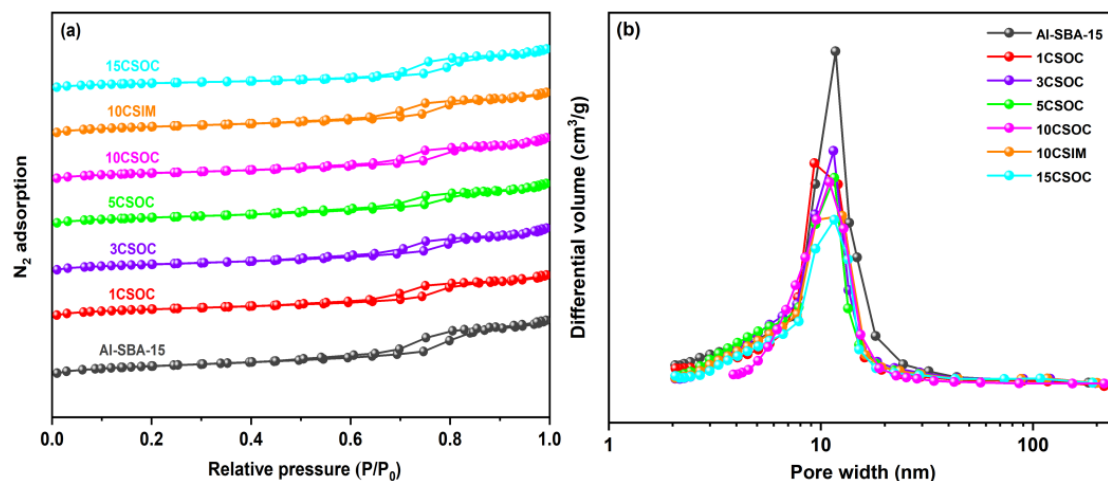 (a)
15CSOC
10CSIM
10CSOC
5CSOC
3CSOC
1CSOC
Al-SBA-15
N₂ adsorption
0.0 0.2 0.4 0.6 0.8 1.0
Relative pressure (P/P₀)
(b)
Al-SBA-15
1CSOC
3CSOC
5CSOC
10CSOC
10CSIM
15CSOC
Differential volume (cm³/g)
1 10 100
Pore width (nm)